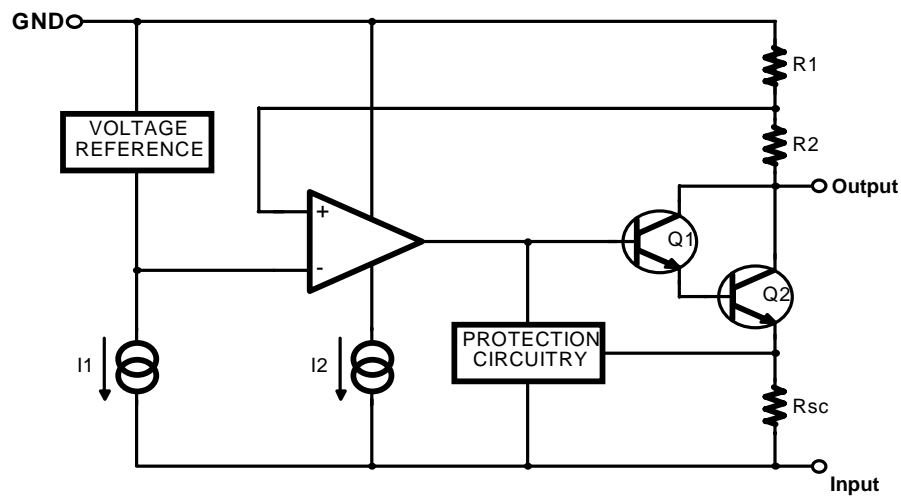 GND
R1
VOLTAGE
REFERENCE
R2
Output
+
Q1
-
Q2
PROTECTION
CIRCUITRY
I1
I2
Rsc
Input